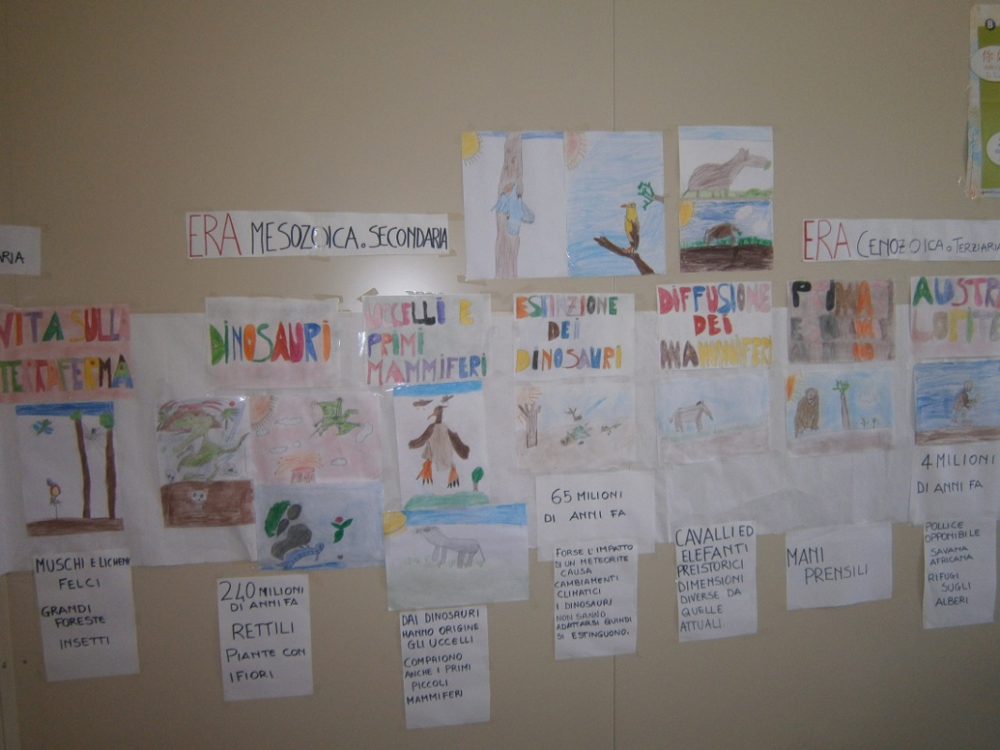 ARIA
ERA MESOZOICA. SECONDARIA
ERA CENOZOICA o TERZIARIA
VITA SULLA
TERRAFERMA
DINOSAURI
UCCELLI E
PRIMI
MAMMIFERI
ESTINZIONE
DEI
DINOSAURI
DIFFUSIONE
DEI
MAMMIFERI
PRIMA
AUSTRA
LOPITE
MUSCHI E LICHENI
FELCI
GRANDI
FORESTE
INSETTI
240 MILIONI
DI ANNI FA
RETTILI
PIANTE CON
I FIORI
DAI DINOSAURI
HANNO ORIGINE
GLI UCCELLI
COMPAIONO
ANCHE I PRIMI
PICCOLI
MAMMIFERI
65 MILIONI
DI ANNI FA
FORSE L'IMPATTO
DI UN METEORITE
CAUSA
CAMBIAMENTI
CLIMATICI
I DINOSAURI
NON SANNO
ADATTARSI QUINDI
SI ESTINGUONO.
CAVALLI ED
ELEFANTI
PREISTORICI
DIMENSIONI
DIVERSE DA
QUELLE
ATTUALI.
MANI
PRENSILI
4 MILIONI
DI ANNI FA
POLLICE
OPPONIBILE
SAVANA
AFRICANA
RIFUGI
SUGLI
ALBERI